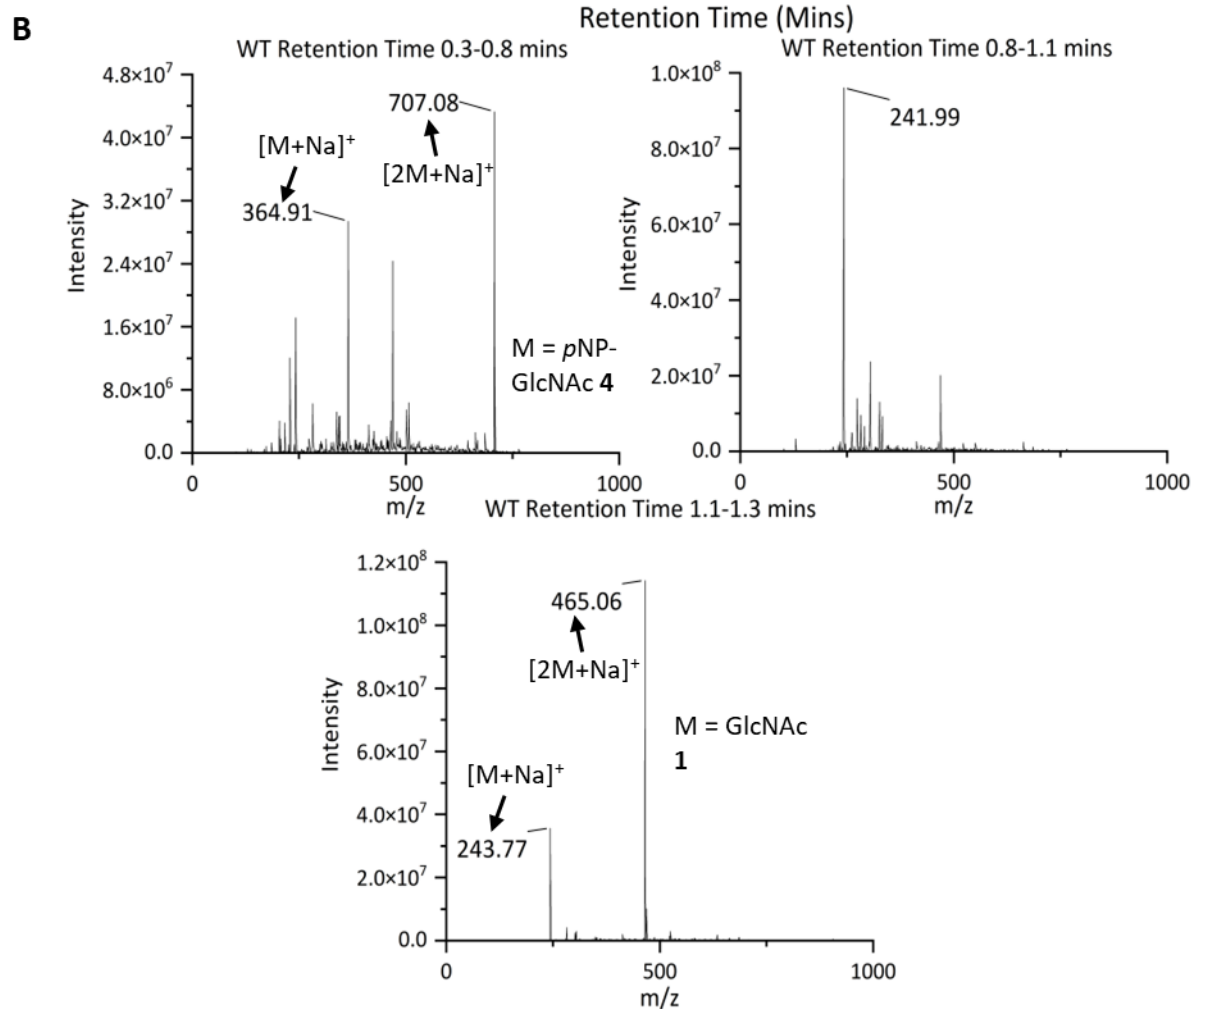 B
Retention Time (Mins)
WT Retention Time 0.3-0.8 mins
4.8×10⁷
4.0×10⁷
3.2×10⁷
2.4×10⁷
1.6×10⁷
8.0×10⁶
0.0
Intensity
[M+Na]⁺
364.91
707.08
[2M+Na]⁺
M = pNP-
GlcNAc 4
0
500
1000
m/z
WT Retention Time 0.8-1.1 mins
1.0×10⁸
8.0×10⁷
6.0×10⁷
4.0×10⁷
2.0×10⁷
0.0
Intensity
241.99
0
500
1000
m/z
WT Retention Time 1.1-1.3 mins
1.2×10⁸
1.0×10⁸
8.0×10⁷
6.0×10⁷
4.0×10⁷
2.0×10⁷
0.0
Intensity
465.06
[2M+Na]⁺
M = GlcNAc
1
[M+Na]⁺
243.77
0
500
1000
m/z